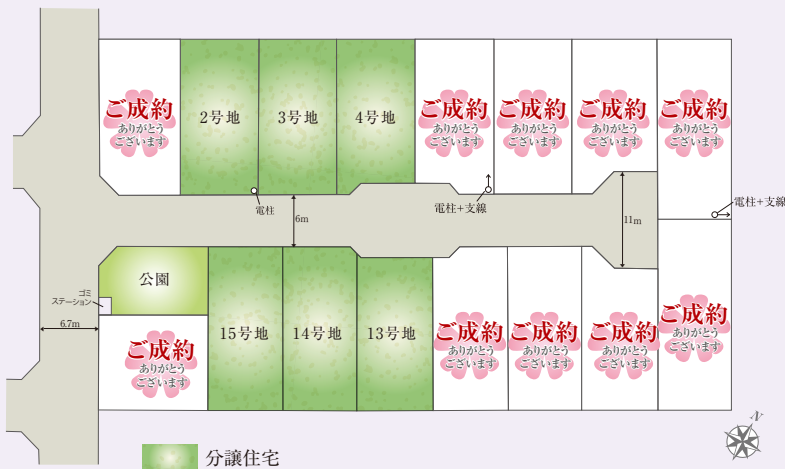 ご成約
ありがとう
ございます
2号地
3号地
4号地
ご成約
ありがとう
ございます
ご成約
ありがとう
ございます
ご成約
ありがとう
ございます
ご成約
ありがとう
ございます
電柱
6m
電柱+支線
11m
電柱+支線
公園
ゴミ
ステーション
6.7m
ご成約
ありがとう
ございます
15号地
14号地
13号地
ご成約
ありがとう
ございます
ご成約
ありがとう
ございます
ご成約
ありがとう
ございます
ご成約
ありがとう
ございます
N
分譲住宅